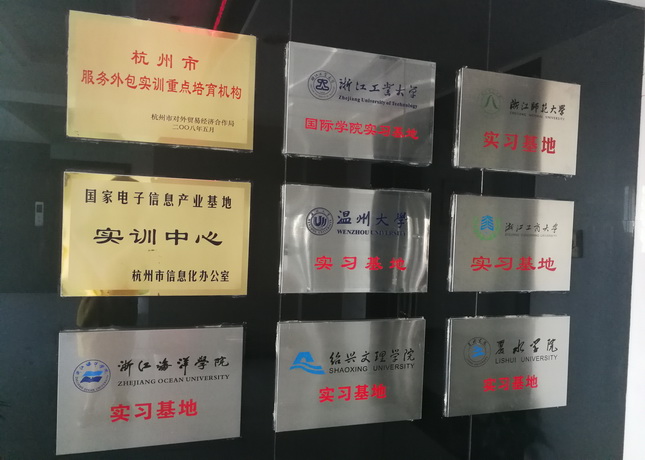 杭州市
服务外包实训重点培育机构
杭州市对外贸易经济合作局
二〇〇八年五月
浙江工業大学
Zhejiang University of Technology
国际学院实习基地
浙江师范大学
ZHEJIANG NORMAL UNIVERSITY
实习基地
国家电子信息产业基地
实训中心
杭州市信息化办公室
温州大学
WENZHOU UNIVERSITY
实习基地
浙江工商大学
实习基地
浙江海洋學院
ZHEJIANG OCEAN UNIVERSITY
实习基地
绍兴文理学院
SHAOXING UNIVERSITY
实习基地
丽水学院
LISHUI UNIVERSITY
实习基地